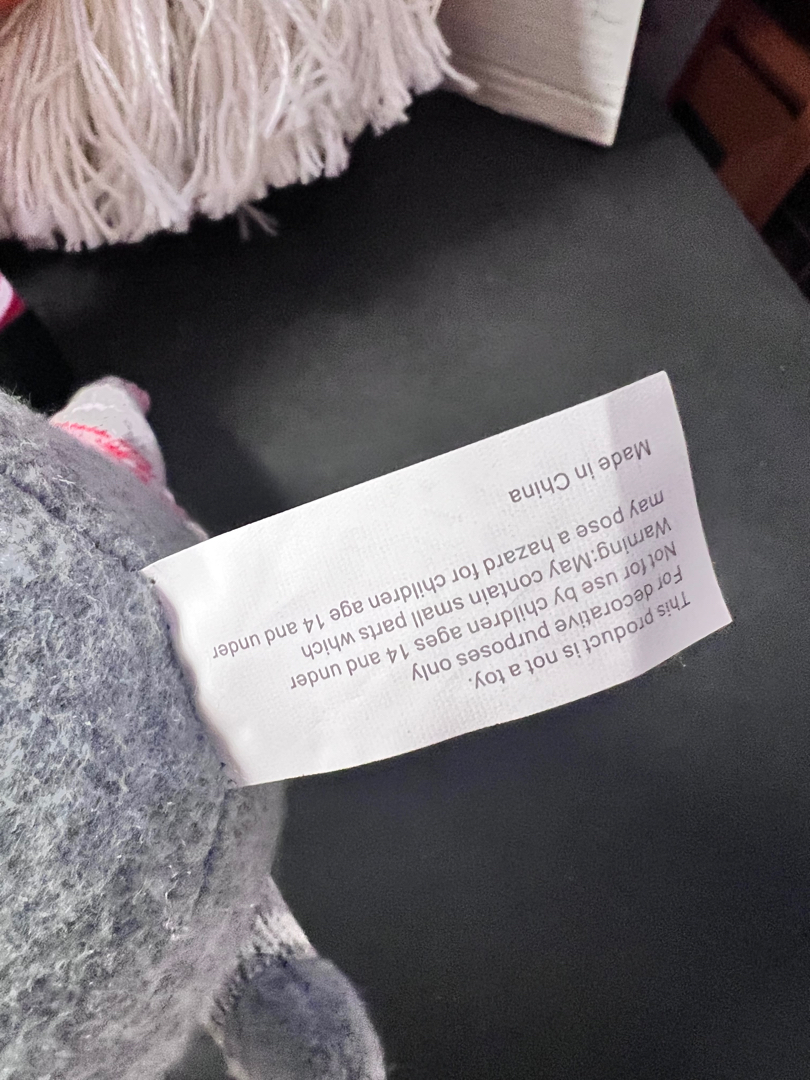 This product is not a toy.
For decorative purposes only
Not for use by children ages 14 and under
Warning:May contain small parts which
may pose a hazard for children age 14 and under
Made in China